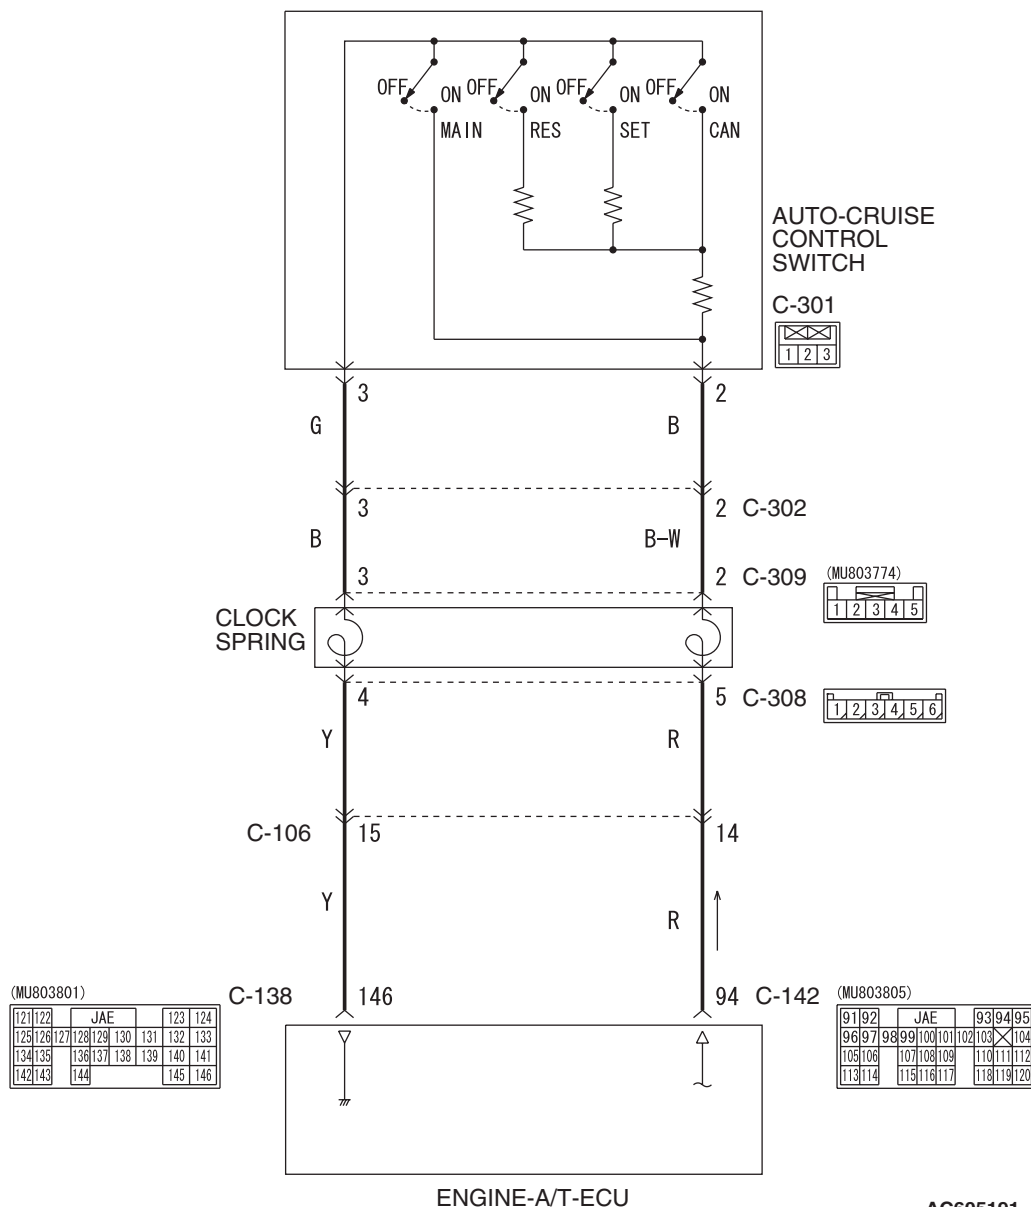 OFF ON OFF ON OFF ON OFF ON
MAIN RES SET CAN
AUTO-CRUISE
CONTROL
SWITCH
C-301
1 2 3
3 2
G B
3 2 C-302
B B-W
3 2 C-309 (MU803774)
1 2 3 4 5
CLOCK
SPRING
4 5 C-308
1 2 3 4 5 6
Y R
C-106 15 14
Y R
(MU803801) C-138 146 94 C-142 (MU803805)
121 122 JAE 123 124
125 126 127 128 129 130 131 132 133
134 135 136 137 138 139 140 141
142 143 144 145 146
91 92 JAE 93 94 95
96 97 98 99 100 101 102 103 104
105 106 107 108 109 110 111 112
113 114 115 116 117 118 119 120
ENGINE-A/T-ECU